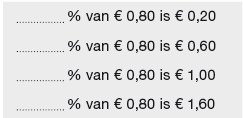 ................ % van € 0,80 is € 0,20
................ % van € 0,80 is € 0,60
................ % van € 0,80 is € 1,00
................ % van € 0,80 is € 1,60